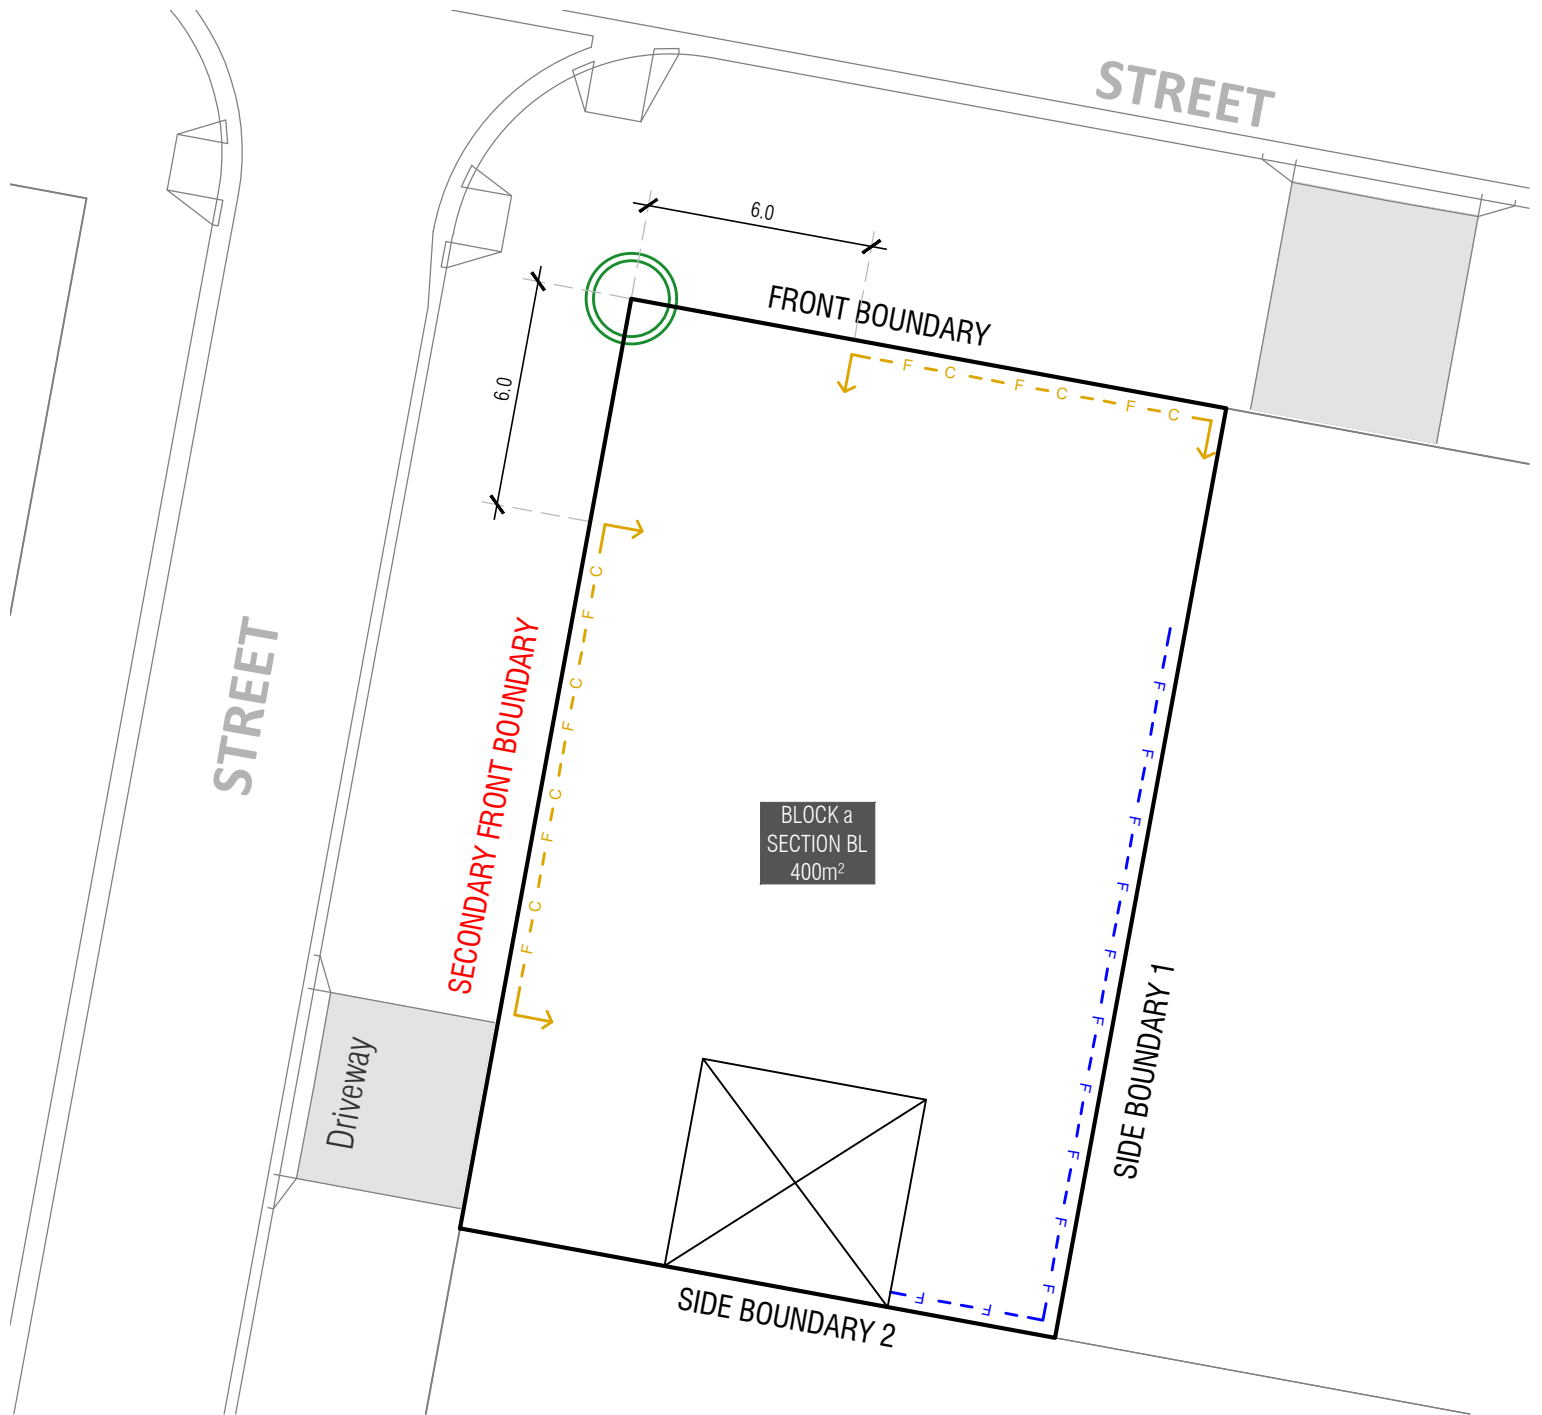 STREET
6.0
FRONT BOUNDARY
F C F C F C
6.0
C F C F C F C F
STREET
SECONDARY FRONT BOUNDARY
F F F F F F F F F F
BLOCK a
SECTION BL
400m²
SIDE BOUNDARY 1
Driveway
F F
SIDE BOUNDARY 2